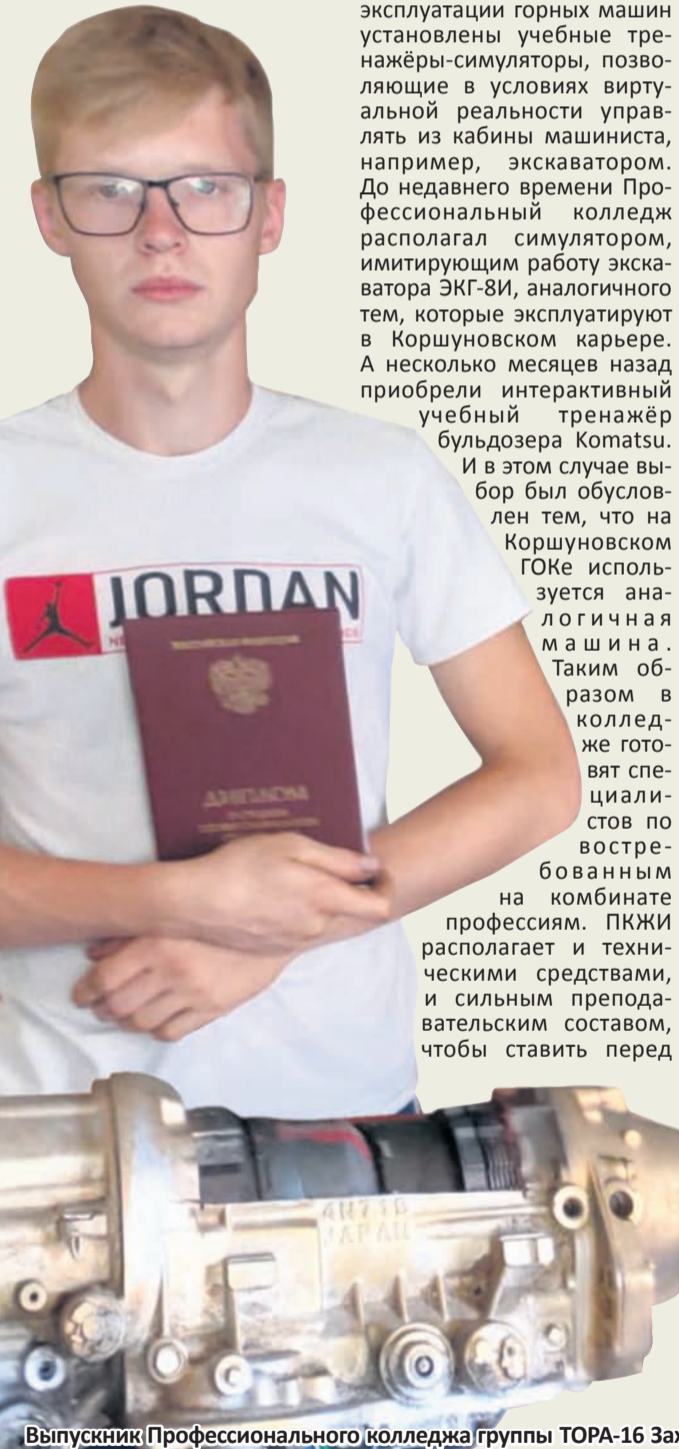 эксплуатации горных машин
установлены учебные тре-
нажёры-симуляторы, позво-
ляющие в условиях вирту-
альной реальности управ-
лять из кабины машиниста,
например, экскаватором.
До недавнего времени Про-
фессиональный колледж
располагал симулятором,
имитирующим работу экска-
ватора ЭКГ-8И, аналогичного
тем, которые эксплуатируют
в Коршуновском карьере.
А несколько месяцев назад
приобрели интерактивный
учебный тренажёр
бульдозера Komatsu.
И в этом случае вы-
бор был обуслов-
лен тем, что на
Коршуновском
ГОКе исполь-
зуется ана-
логичная
машина.
Таким об-
разом в
коллед-
же гото-
вят спе-
циали-
стов по
востре-
бованным
на комбинате
профессиям. ПКЖИ
располагает и техни-
ческими средствами,
и сильным препода-
вательским составом,
чтобы ставить перед
JORDAN
ДИПЛОМ
JAPAN
Выпускник Профессионального колледжа группы ТОРА-16 Зах